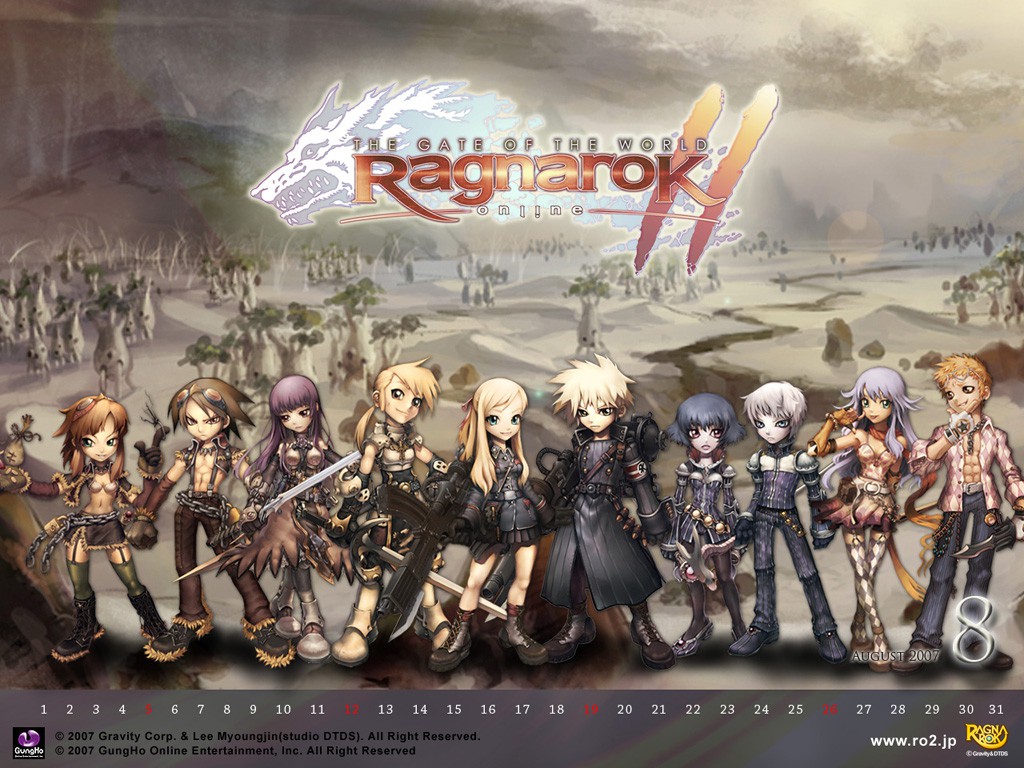 THE GATE OF THE WORLD
RagnaroK II
online
8
AUGUST 2007
1 2 3 4 5 6 7 8 9 10 11 12 13 14 15 16 17 18 19 20 21 22 23 24 25 26 27 28 29 30 31
GungHo
© 2007 Gravity Corp. & Lee Myoungjin(studio DTDS). All Right Reserved.
© 2007 GungHo Online Entertainment, Inc. All Right Reserved
www.ro2.jp
RAGNAROK
© Gravity&DTDS